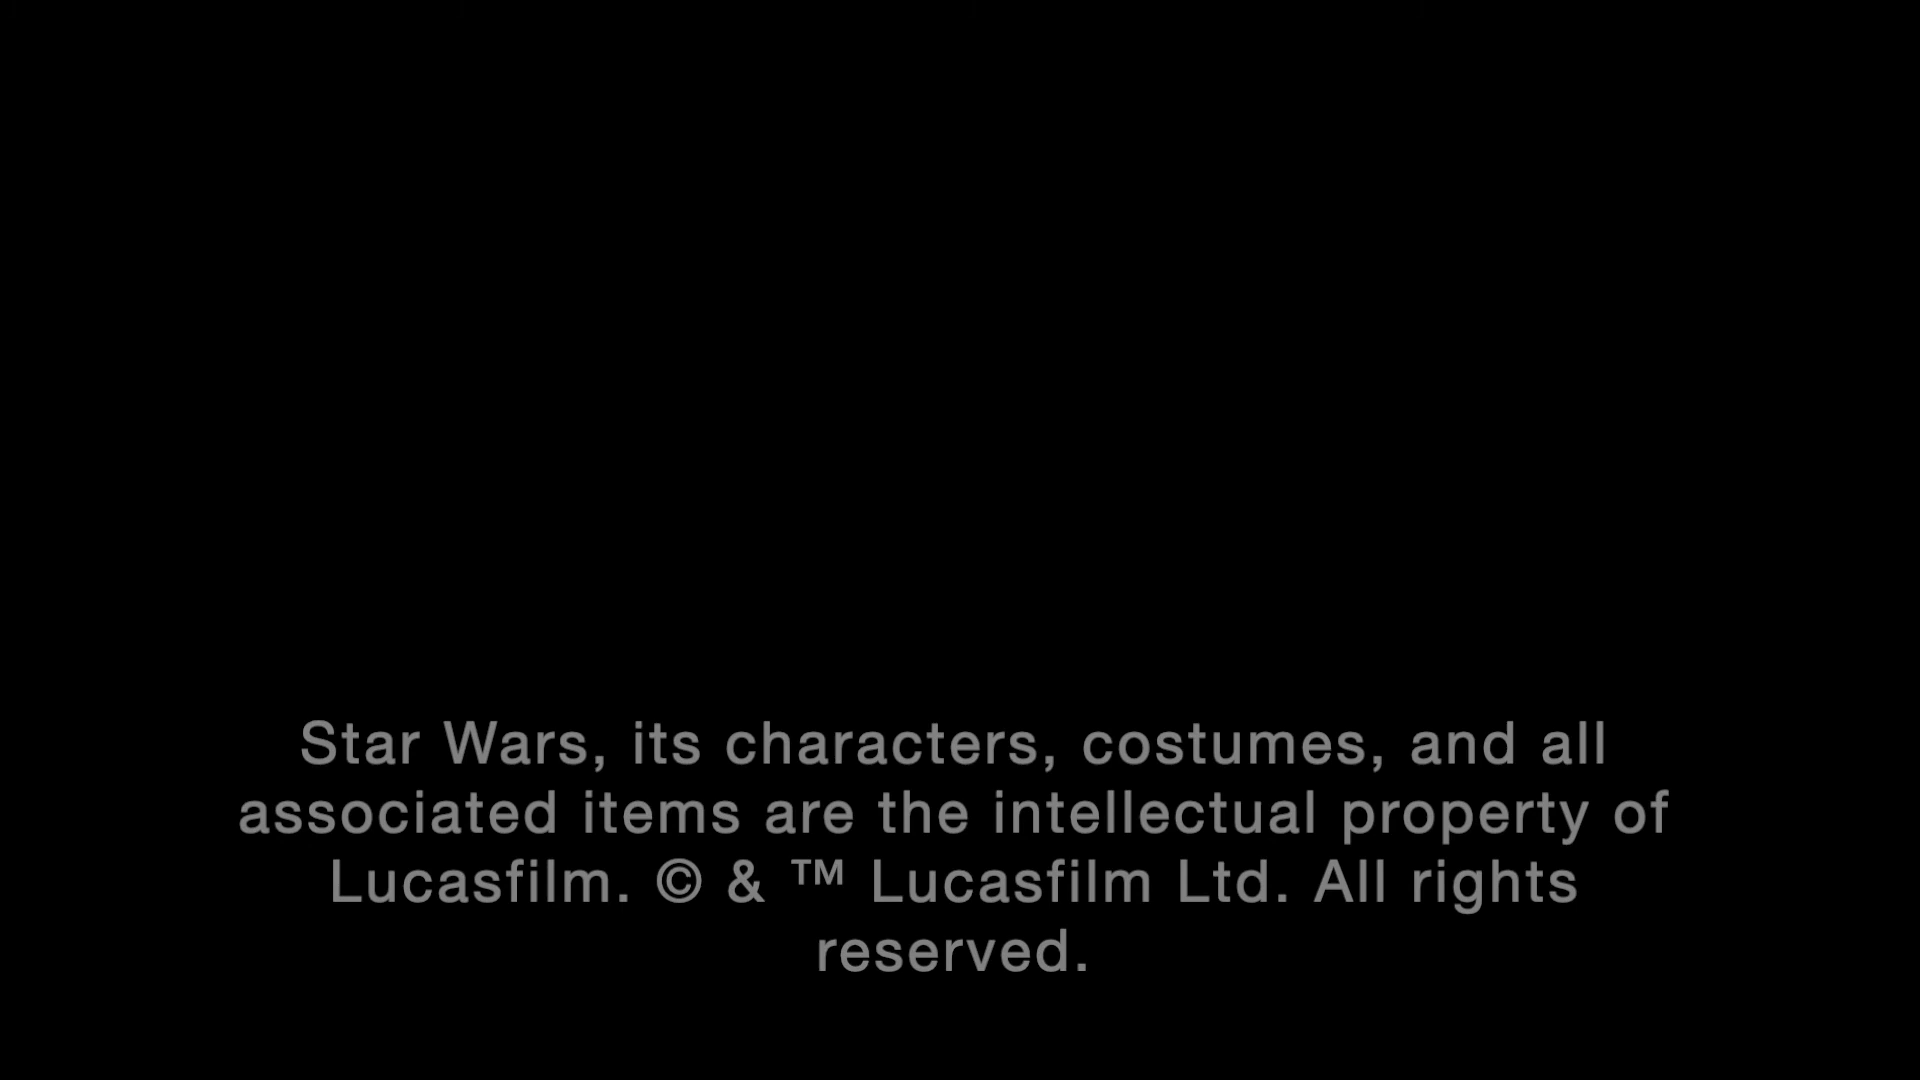 Star Wars, its characters, costumes, and all
associated items are the intellectual property of
Lucasfilm. © & ™ Lucasfilm Ltd. All rights
reserved.